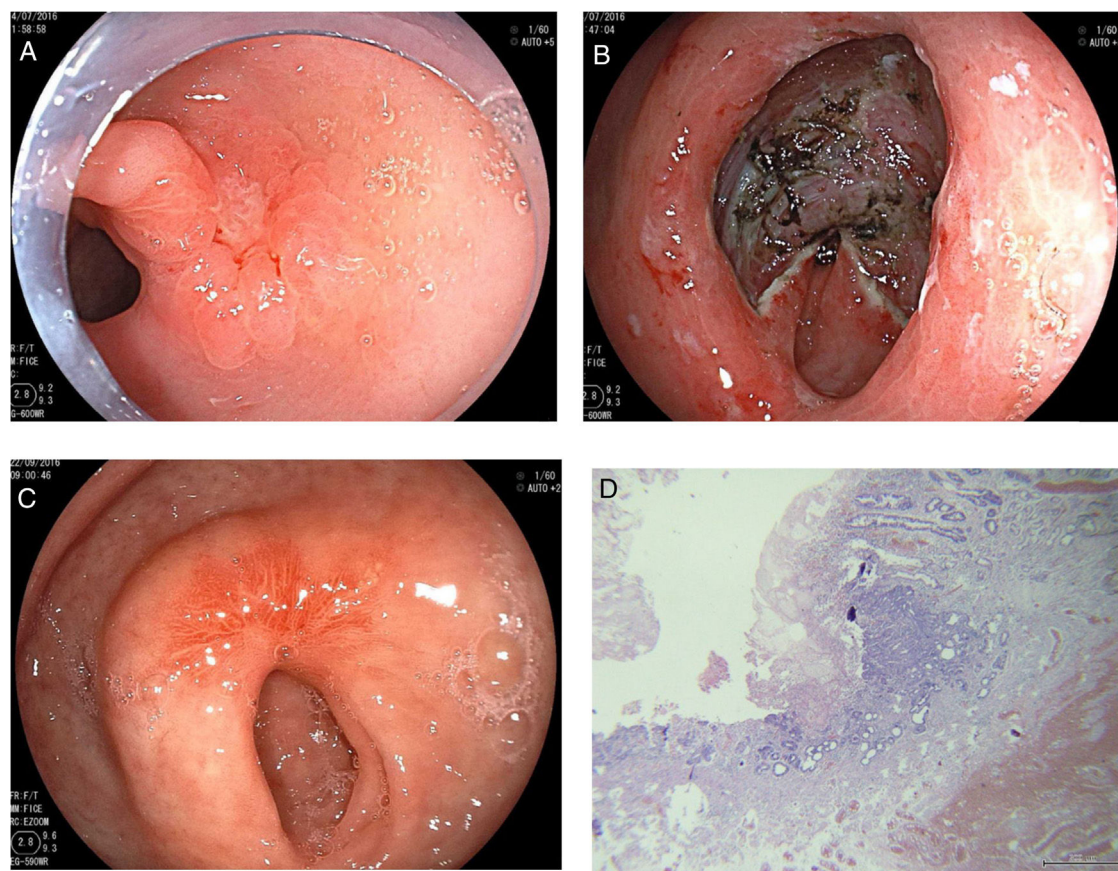 A
4/07/2016
1:58:58
1/60
AUTO +5
R:F/T
M:FICE
C:
2.8
9.2
9.3
G-600WR
B
/07/2016
:47:04
1/60
AUTO +
:F/T
:FICE
2.8
9.2
9.3
-600WR
C
22/09/2016
09:00:46
1/60
AUTO +2
FR:F/T
MM:FICE
RC:EZOOM
2.8
9.6
9.3
EG-590WR
D